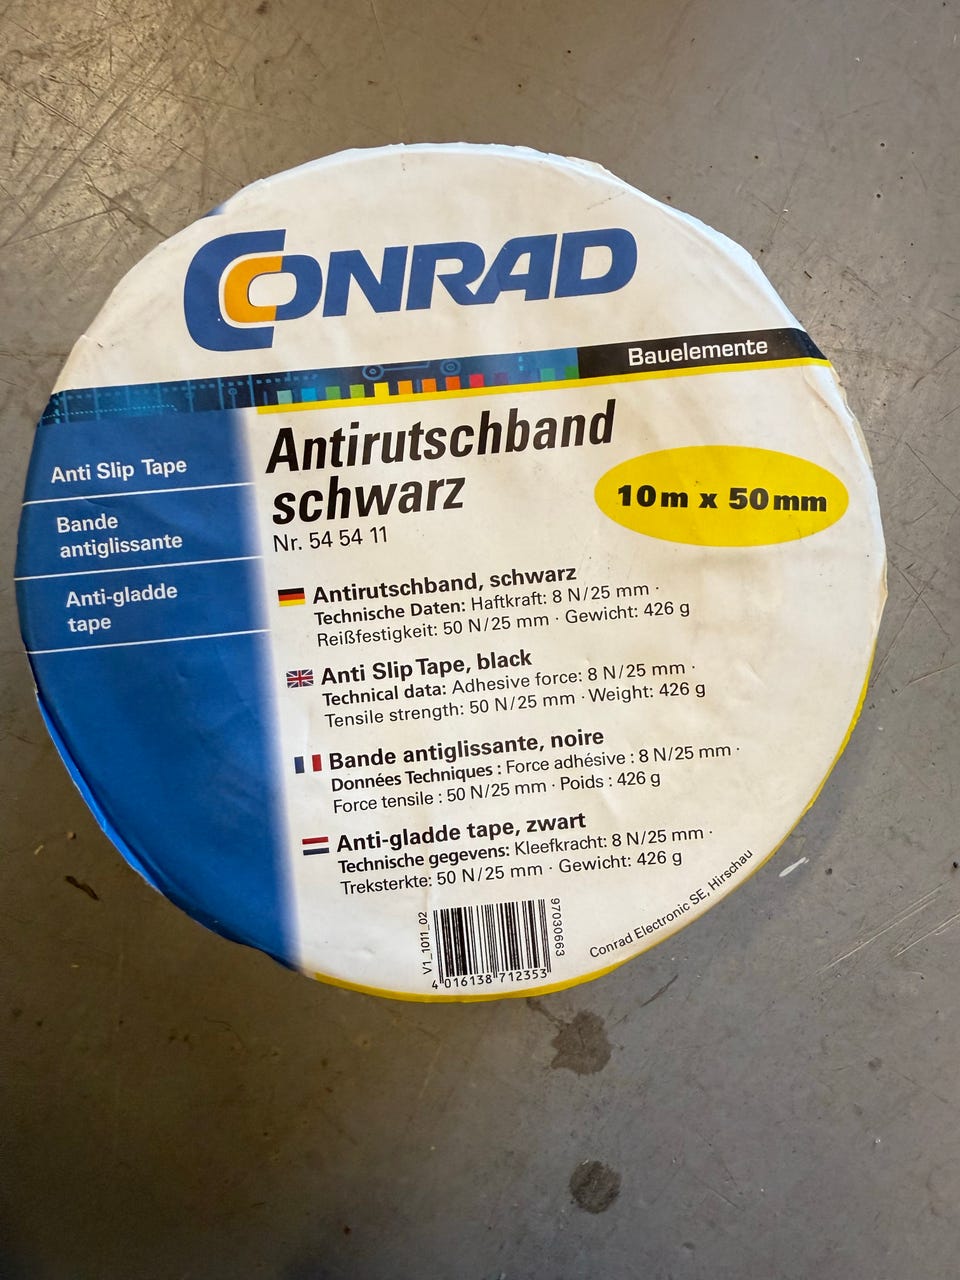 CONRAD
Bauelemente
Anti Slip Tape
Bande
antiglissante
Anti-gladde
tape
Antirutschband
schwarz
Nr. 54 54 11
10 m x 50 mm
Antirutschband, schwarz
Technische Daten: Haftkraft: 8 N/25 mm ·
Reißfestigkeit: 50 N/25 mm · Gewicht: 426 g
Anti Slip Tape, black
Technical data: Adhesive force: 8 N/25 mm ·
Tensile strength: 50 N/25 mm · Weight: 426 g
Bande antiglissante, noire
Données Techniques : Force adhésive : 8 N/25 mm ·
Force tensile : 50 N/25 mm · Poids : 426 g
Anti-gladde tape, zwart
Technische gegevens: Kleefkracht: 8 N/25 mm ·
Treksterkte: 50 N/25 mm · Gewicht: 426 g
V1_1011_02
4 016138 712353
97030663
Conrad Electronic SE, Hirschau